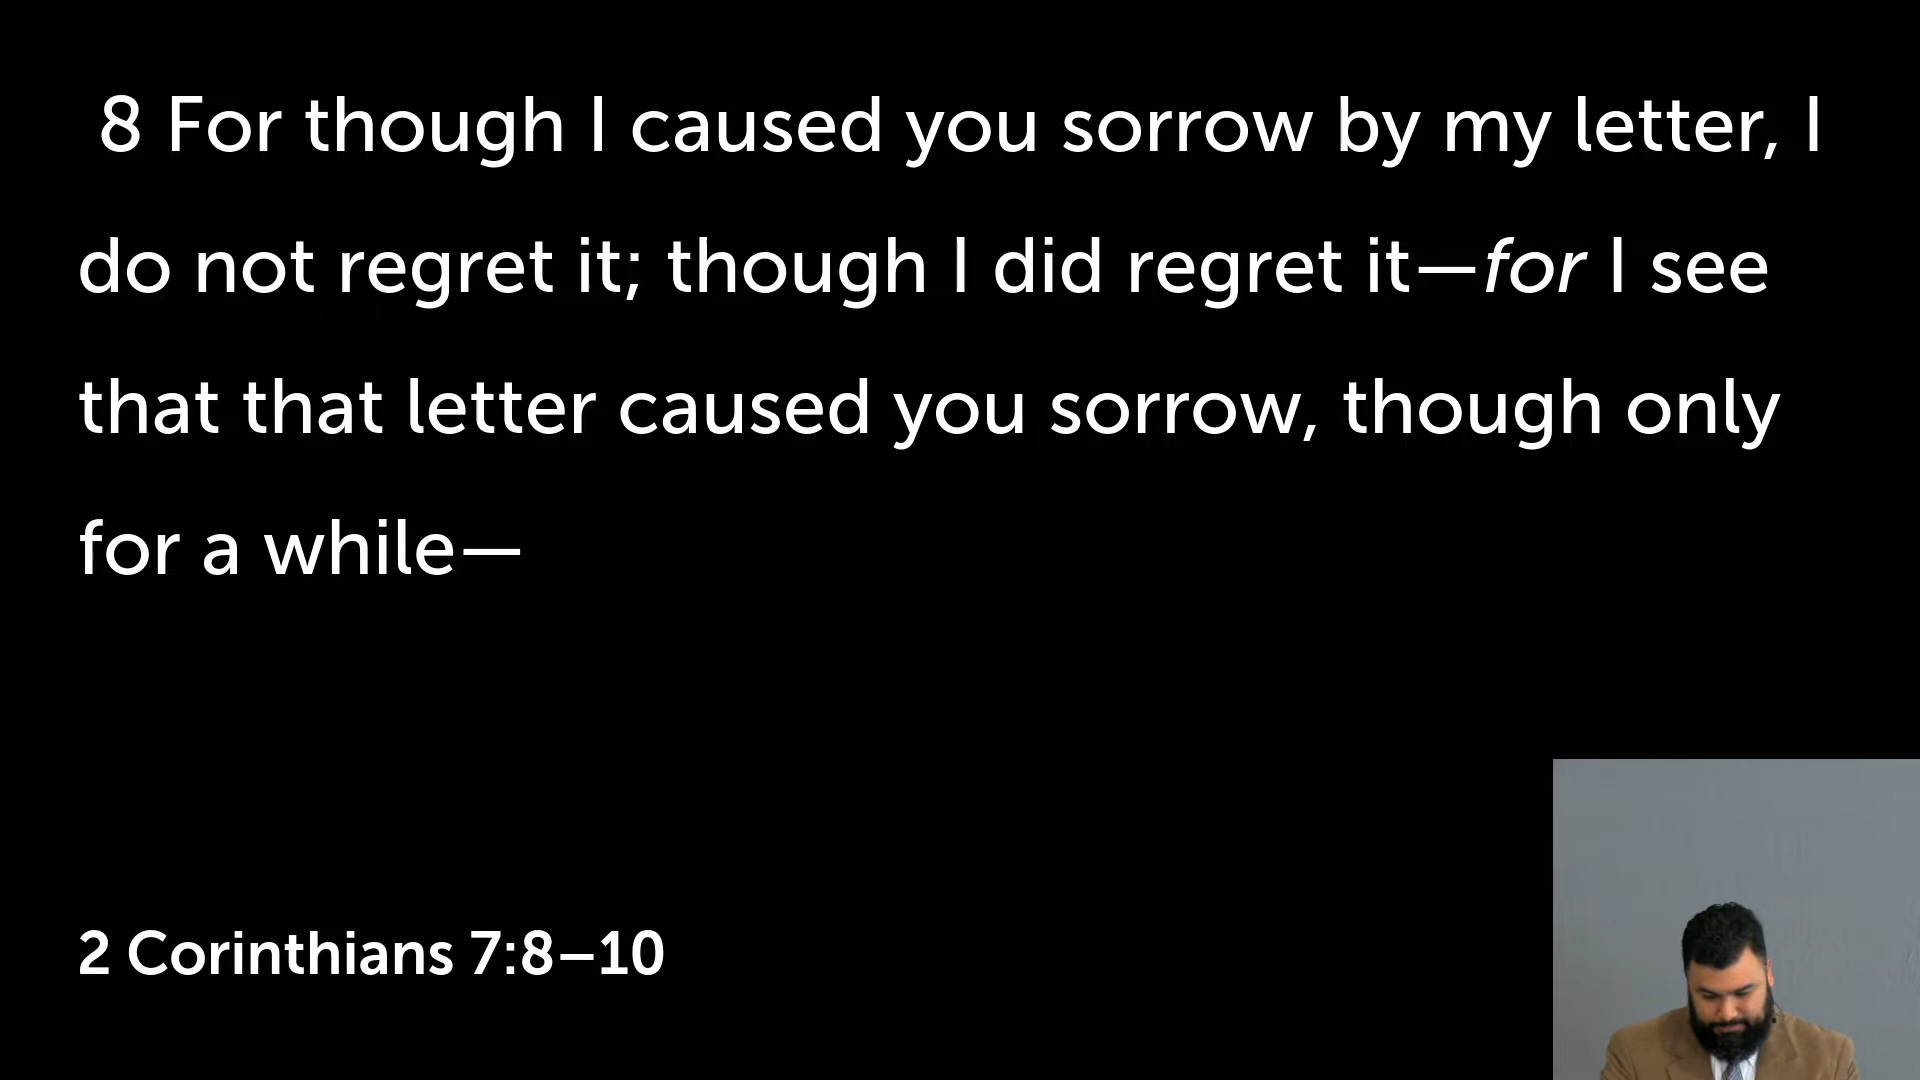 8 For though I caused you sorrow by my letter, I
do not regret it; though I did regret it—for I see
that that letter caused you sorrow, though only
for a while—
2 Corinthians 7:8–10